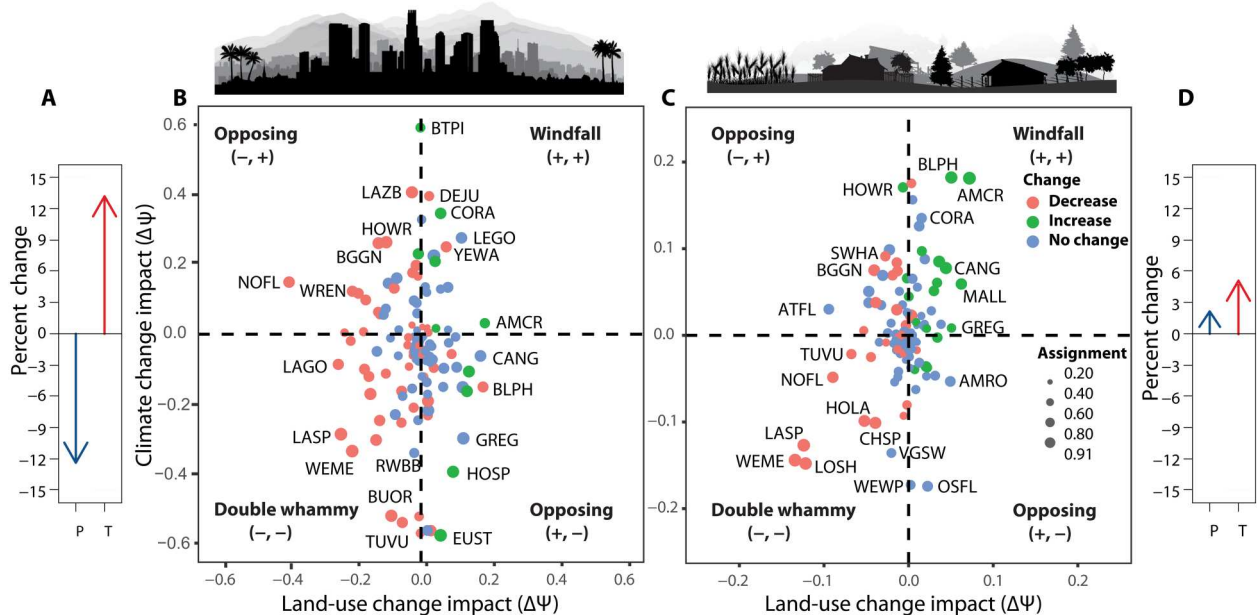 A
B
C
D
Percent change
15
12
9
6
3
0
−3
−6
−9
−12
−15
P
T
Climate change impact (Δψ)
0.6
0.4
0.2
0.0
−0.2
−0.4
−0.6
Opposing
(−, +)
Windfall
(+, +)
BTPI
LAZB
DEJU
CORA
HOWR
LEGO
BGGN
YEWA
NOFL
WREN
AMCR
LAGO
CANG
BLPH
LASP
GREG
WEME
RWBB
HOSP
BUOR
Double whammy
(−, −)
Opposing
(+, −)
TUVU
EUST
−0.6
−0.4
−0.2
0.0
0.2
0.4
0.6
Land-use change impact (ΔΨ)
0.2
0.1
0.0
−0.1
−0.2
Opposing
(−, +)
Windfall
(+, +)
BLPH
HOWR
AMCR
Change
Decrease
Increase
No change
CORA
SWHA
BGGN
CANG
MALL
ATFL
GREG
TUVU
NOFL
AMRO
Assignment
0.20
0.40
0.60
0.80
0.91
HOLA
CHSP
LASP
VGSW
WEME
LOSH
WEWP
OSFL
Double whammy
(−, −)
Opposing
(+, −)
−0.2
−0.1
0.0
0.1
0.2
Land-use change impact (ΔΨ)
Percent change
15
12
9
6
3
0
−3
−6
−9
−12
−15
P
T